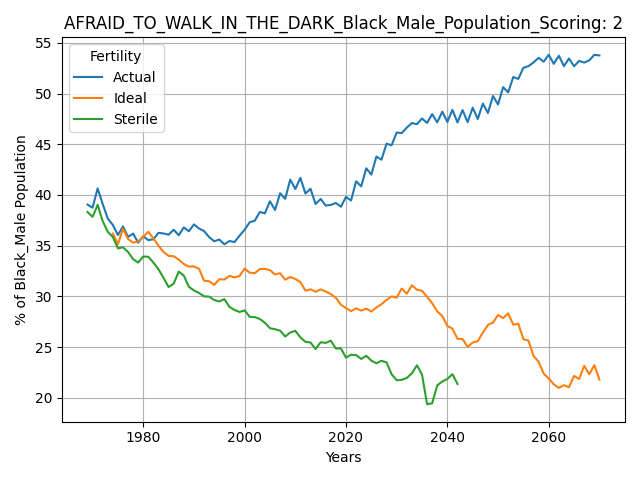 AFRAID_TO_WALK_IN_THE_DARK_Black_Male_Population_Scoring: 2
Fertility
Actual
Ideal
Sterile
% of Black_Male Population
55
50
45
40
35
30
25
20
1980
2000
2020
2040
2060
Years